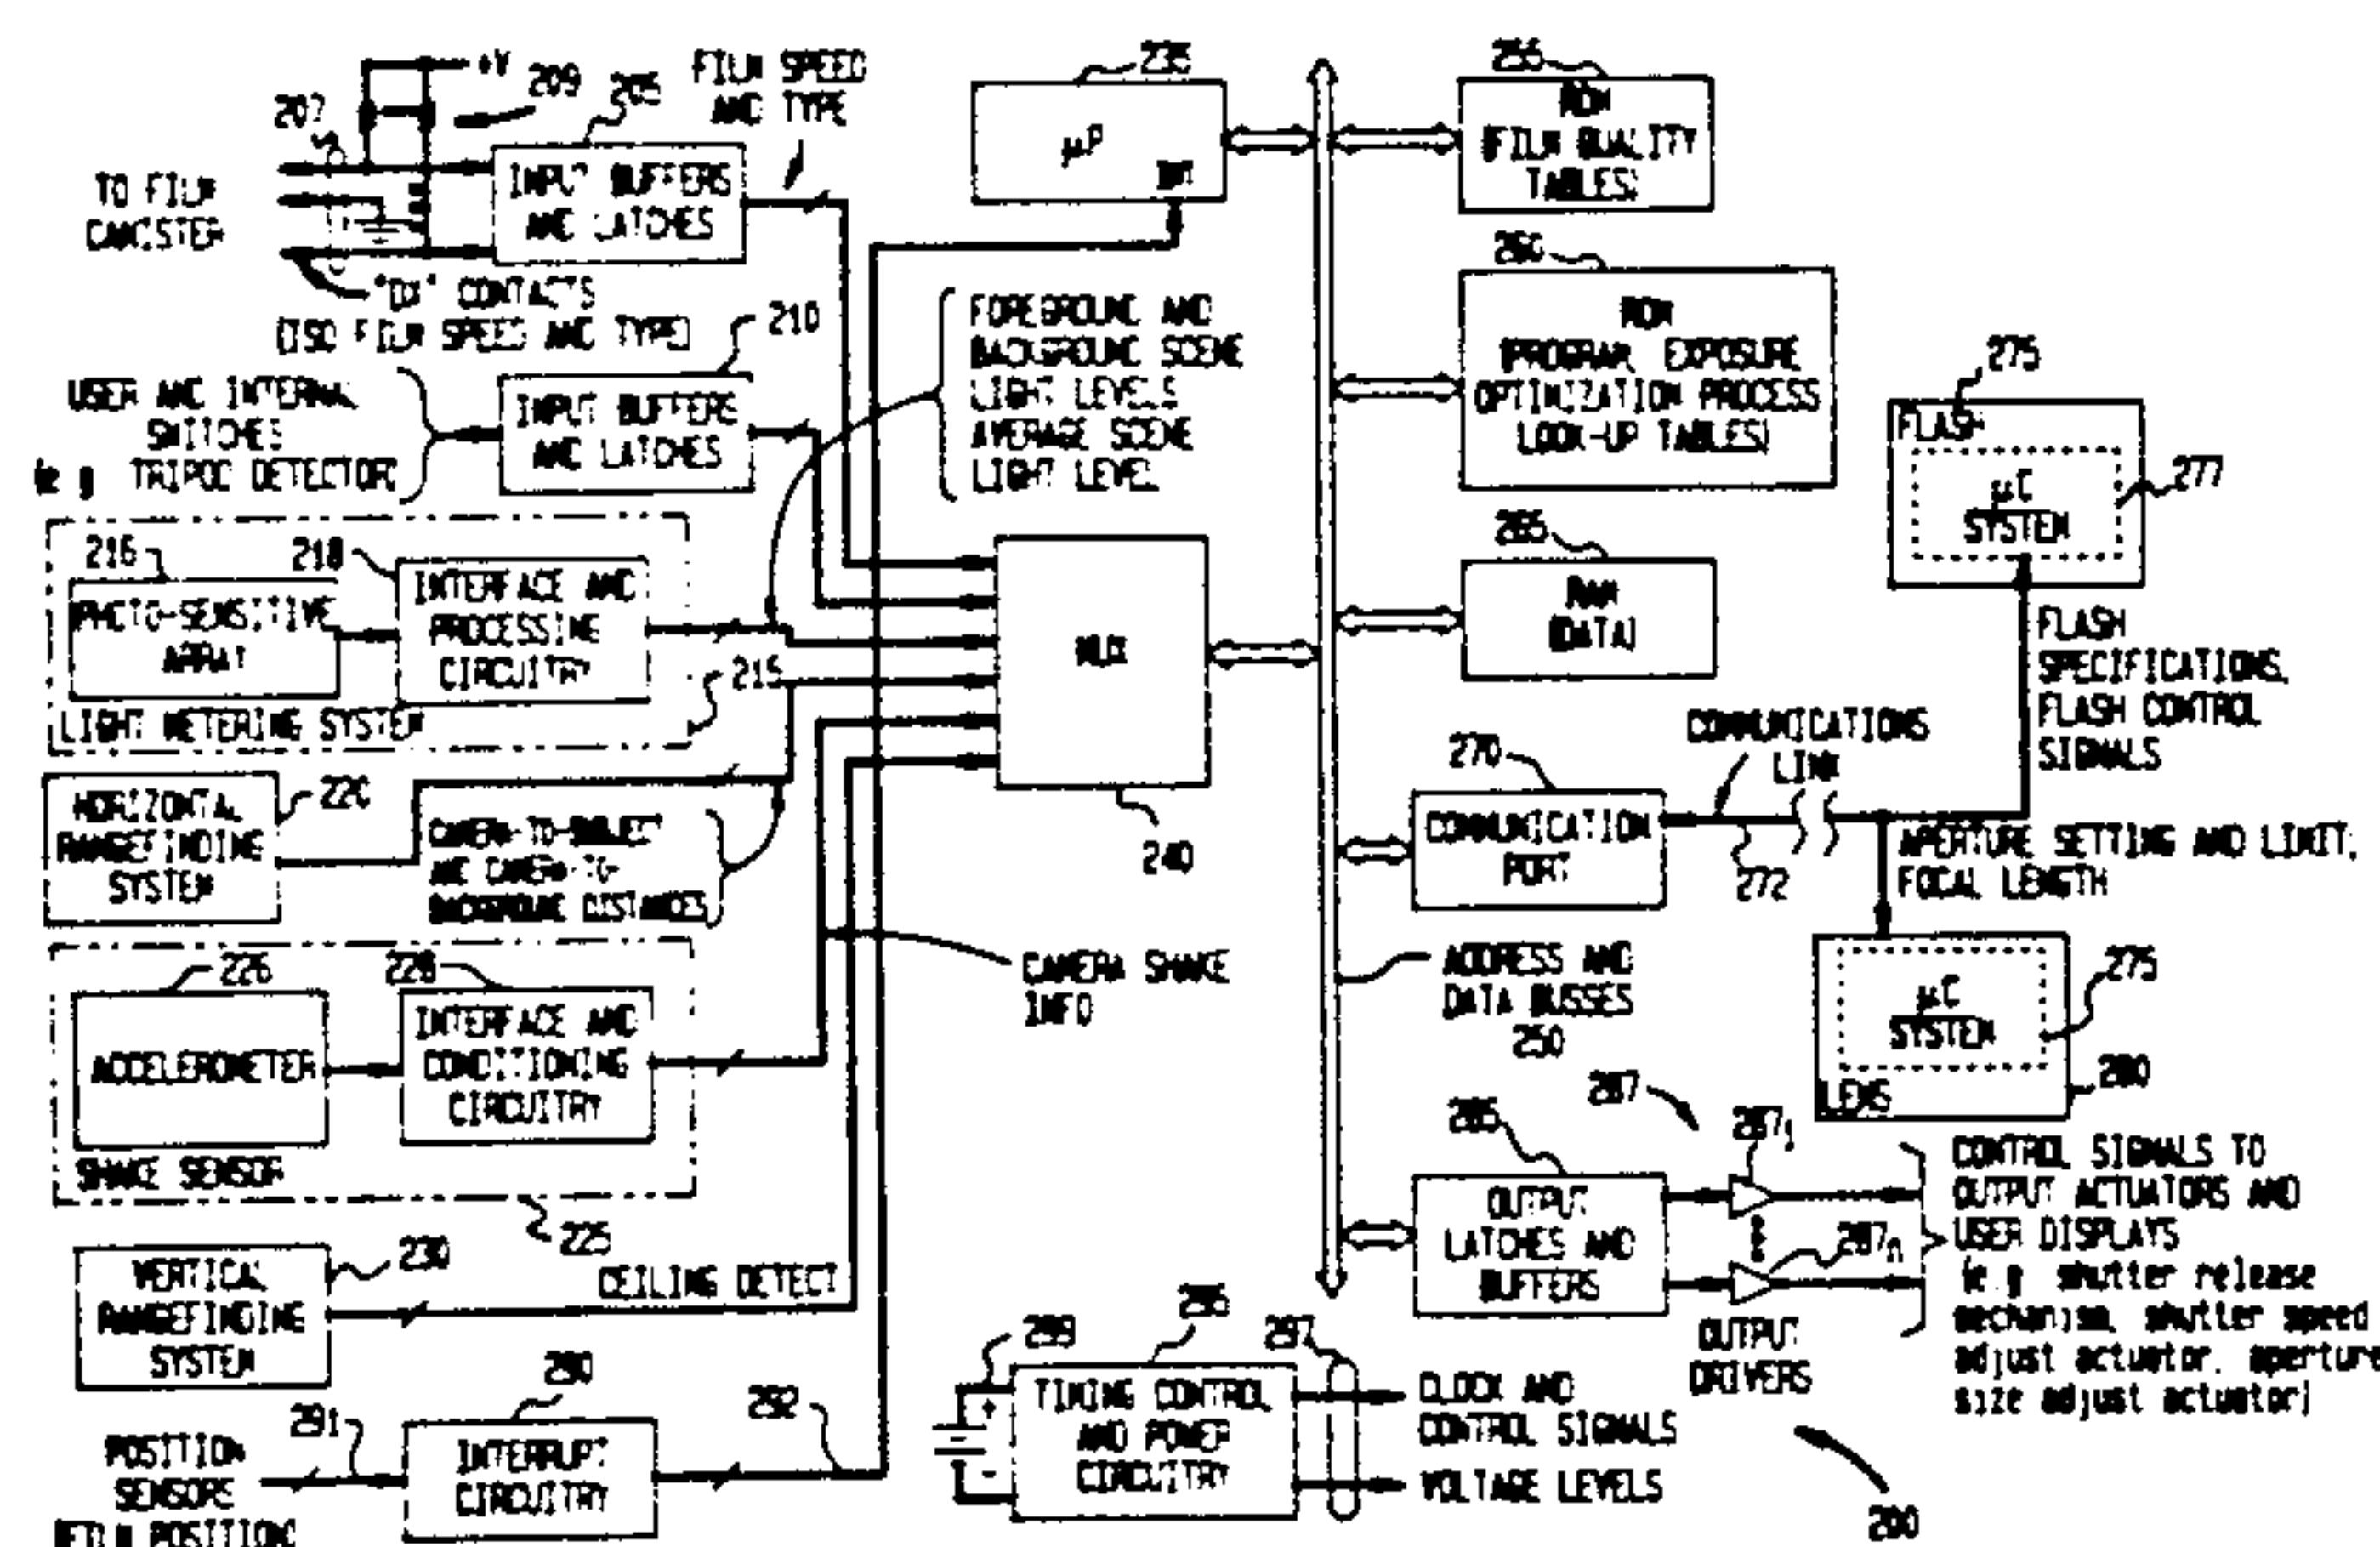 +V
209
205
207
FILM SPEED
AND TYPE
TO FILM
CANISTER
INPUT BUFFERS
AND LATCHES
"DX" CONTACTS
(ISO FILM SPEED AND TYPE)
210
USER AND INTERNAL
SWITCHES
(e g TRIPOD DETECTOR)
INPUT BUFFERS
AND LATCHES
FOREGROUND AND
BACKGROUND SCENE
LIGHT LEVELS
AVERAGE SCENE
LIGHT LEVEL
216
218
PHOTO-SENSITIVE
ARRAY
INTERFACE AND
PROCESSING
CIRCUITRY
LIGHT METERING SYSTEM
215
HORIZONTAL
RANGEFINDING
SYSTEM
220
CAMERA-TO-SUBJECT
AND CAMERA-TO-
BACKGROUND DISTANCES
226
228
ACCELEROMETER
INTERFACE AND
CONDITIONING
CIRCUITRY
SHAKE SENSOR
225
CAMERA SHAKE
INFO
VERTICAL
RANGEFINDING
SYSTEM
230
CEILING DETECT
POSITION
SENSORS
(FILM POSITION)
291
290
INTERRUPT
CIRCUITRY
292
235
μP
INT
MUX
240
255
ROM
(FILM QUALITY
TABLES)
260
ROM
(PROGRAM, EXPOSURE
OPTIMIZATION PROCESS
LOOK-UP TABLES)
265
RAM
(DATA)
270
COMMUNICATION
PORT
COMMUNICATIONS
LINK
272
275
FLASH
μC
SYSTEM
277
FLASH
SPECIFICATIONS,
FLASH CONTROL
SIGNALS
APERTURE SETTING AND LIMIT,
FOCAL LENGTH
μC
SYSTEM
275
LENS
280
ADDRESS AND
DATA BUSSES
250
285
OUTPUT
LATCHES AND
BUFFERS
287
287₁
287ₙ
OUTPUT
DRIVERS
CONTROL SIGNALS TO
OUTPUT ACTUATORS AND
USER DISPLAYS
(e.g. shutter release
mechanism, shutter speed
adjust actuator, aperture
size adjust actuator)
299
295
297
+
-
TIMING CONTROL
AND POWER
CIRCUITRY
CLOCK AND
CONTROL SIGNALS
VOLTAGE LEVELS
200